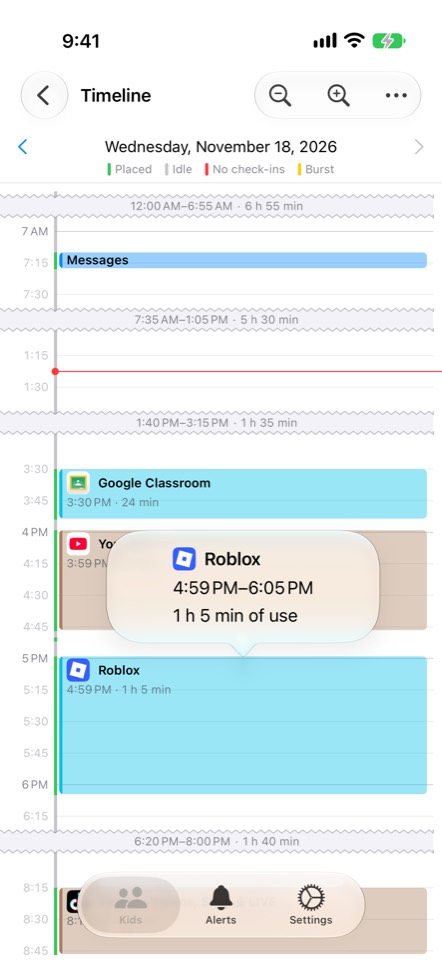 9:41
Timeline
Wednesday, November 18, 2026
Placed
Idle
No check-ins
Burst
12:00 AM–6:55 AM · 6 h 55 min
7 AM
7:15
Messages
7:30
7:35 AM–1:05 PM · 5 h 30 min
1:15
1:30
1:40 PM–3:15 PM · 1 h 35 min
3:30
Google Classroom
3:45
3:30 PM · 24 min
4 PM
4:15
3:59 PM
4:30
4:45
Roblox
4:59 PM–6:05 PM
1 h 5 min of use
5 PM
Roblox
5:15
4:59 PM · 1 h 5 min
5:30
5:45
6 PM
6:15
6:20 PM–8:00 PM · 1 h 40 min
8:15
8:30
8:45
Kids
Alerts
Settings